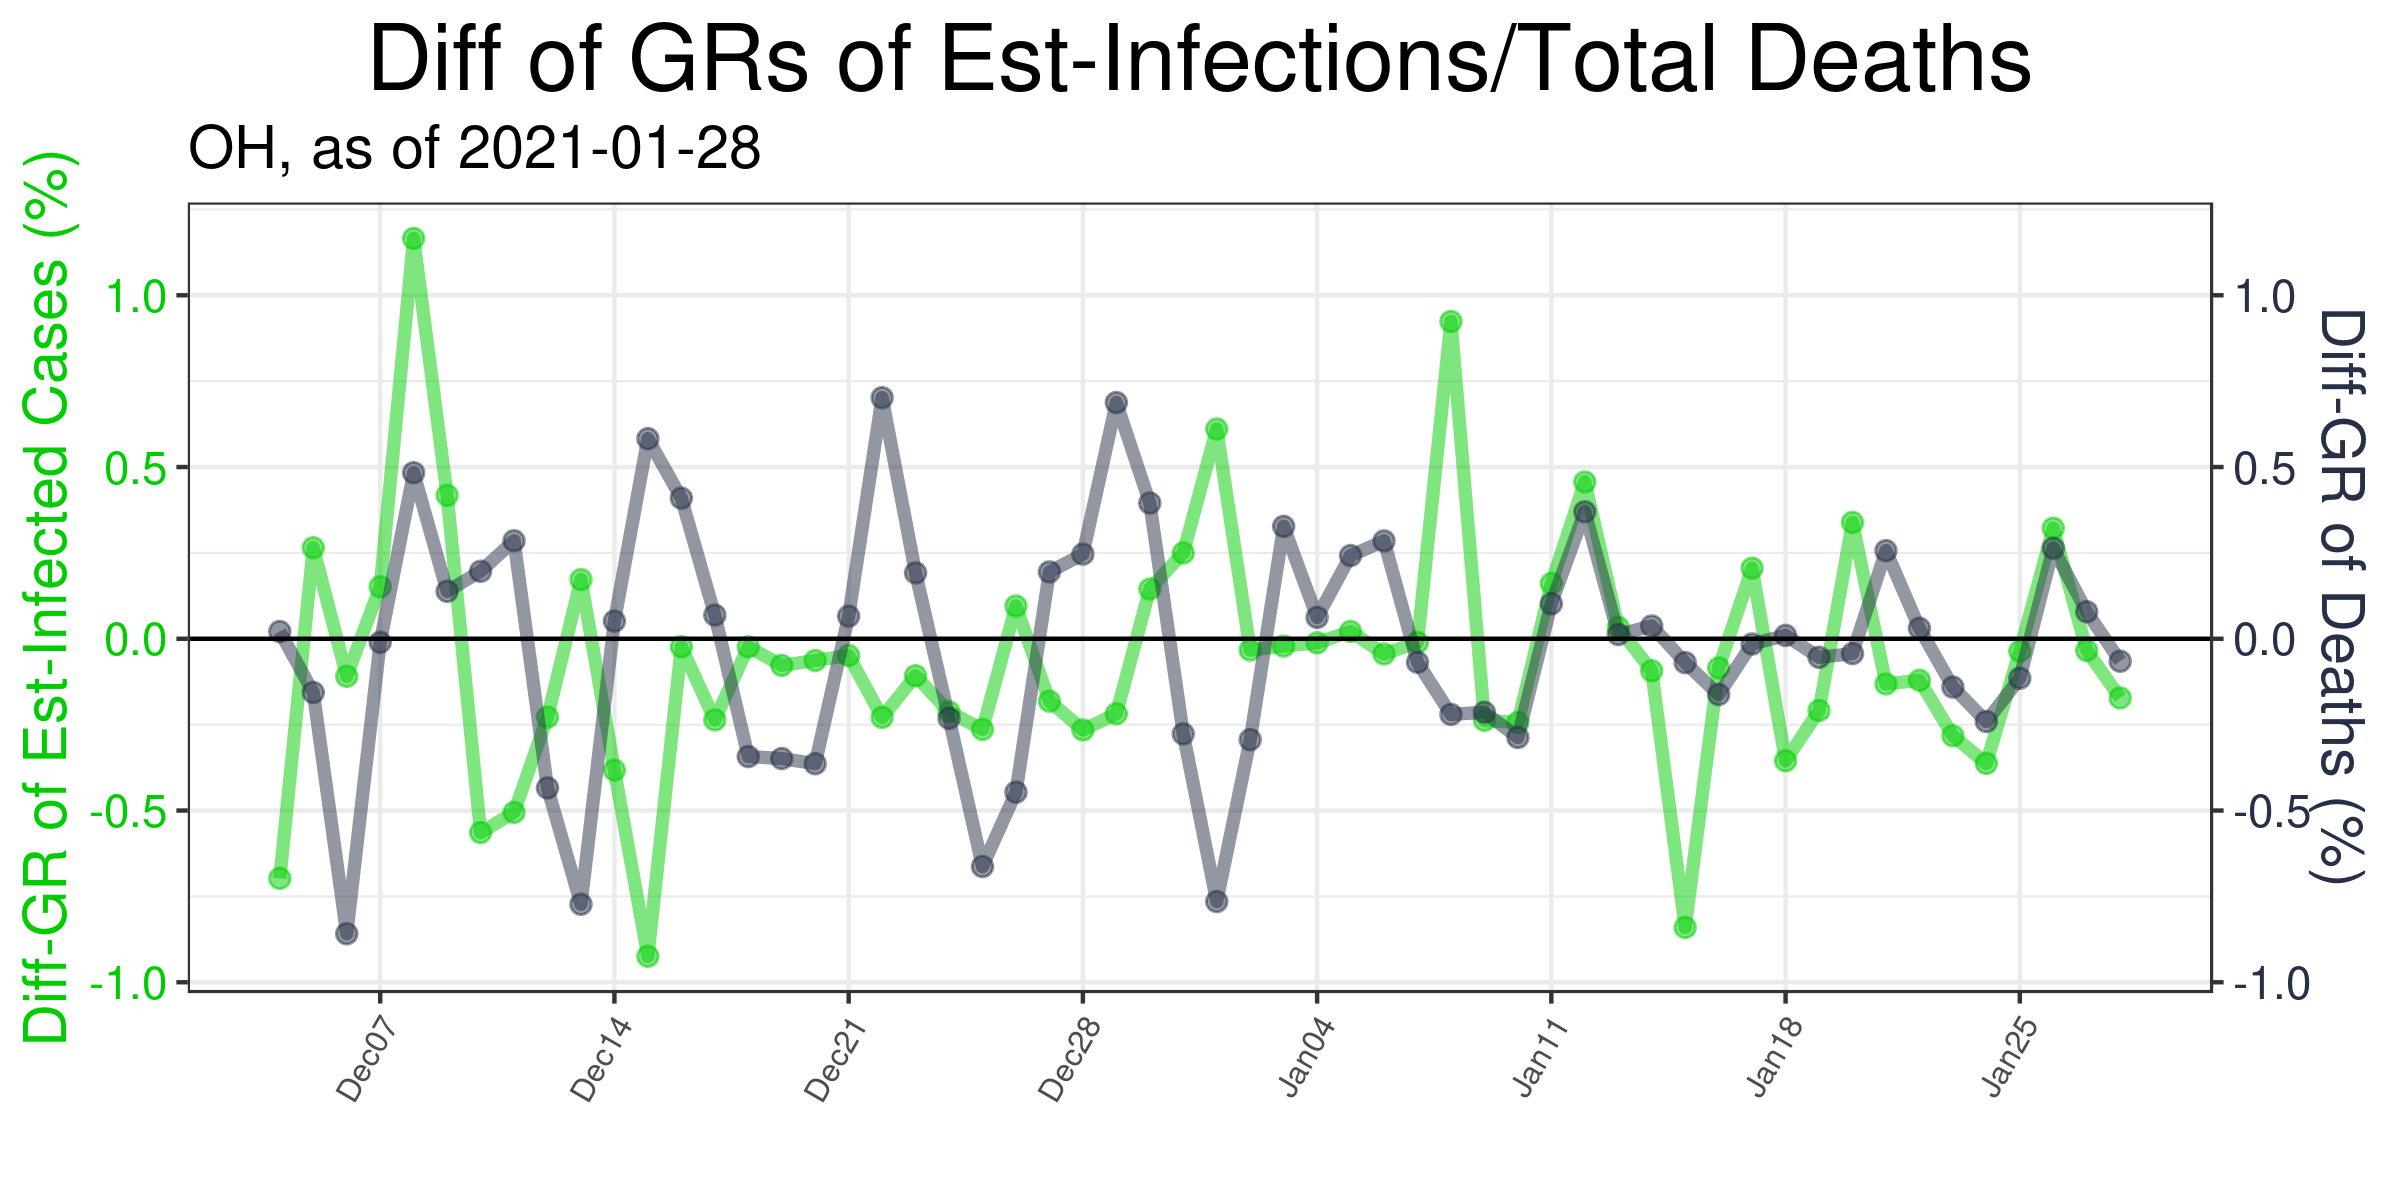 Diff of GRs of Est-Infections/Total Deaths
OH, as of 2021-01-28
Diff-GR of Est-Infected Cases (%)
1.0
0.5
0.0
-0.5
-1.0
1.0
0.5
0.0
-0.5
-1.0
Diff-GR of Deaths (%)
Dec07 Dec14 Dec21 Dec28 Jan04 Jan11 Jan18 Jan25